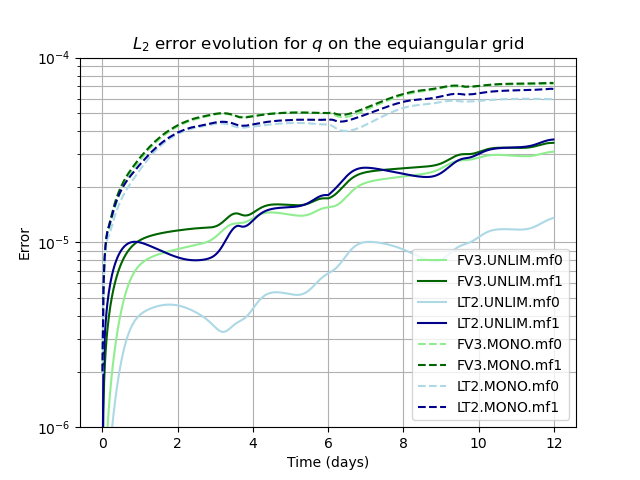 L₂ error evolution for q on the equiangular grid
10⁻⁴
10⁻⁵
10⁻⁶
Error
FV3.UNLIM.mf0
FV3.UNLIM.mf1
LT2.UNLIM.mf0
LT2.UNLIM.mf1
FV3.MONO.mf0
FV3.MONO.mf1
LT2.MONO.mf0
LT2.MONO.mf1
0 2 4 6 8 10 12
Time (days)